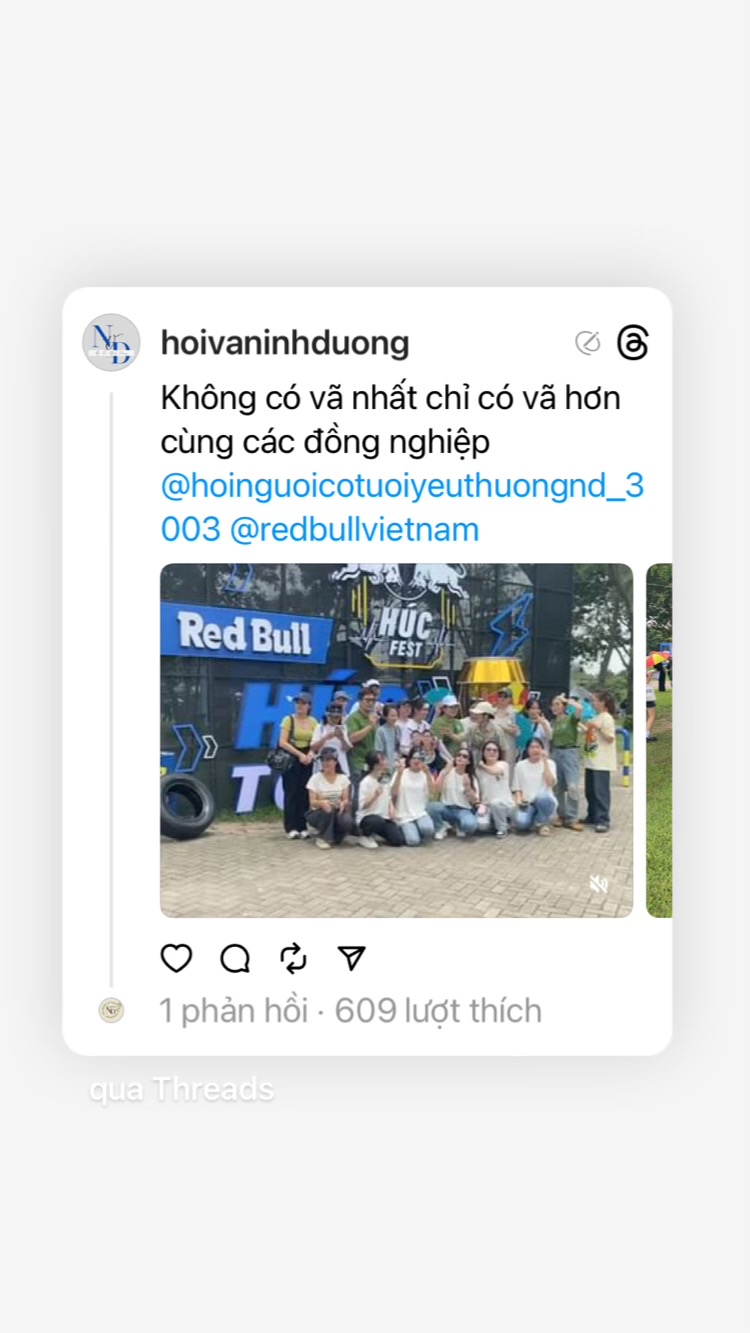 hoivaninhduong
Không có vã nhất chỉ có vã hơn
cùng các đồng nghiệp
@hoinguoicotuoiyeuthuongnd_3
003 @redbullvietnam
Red Bull
HÚC
FEST
1 phản hồi · 609 lượt thích
qua Threads